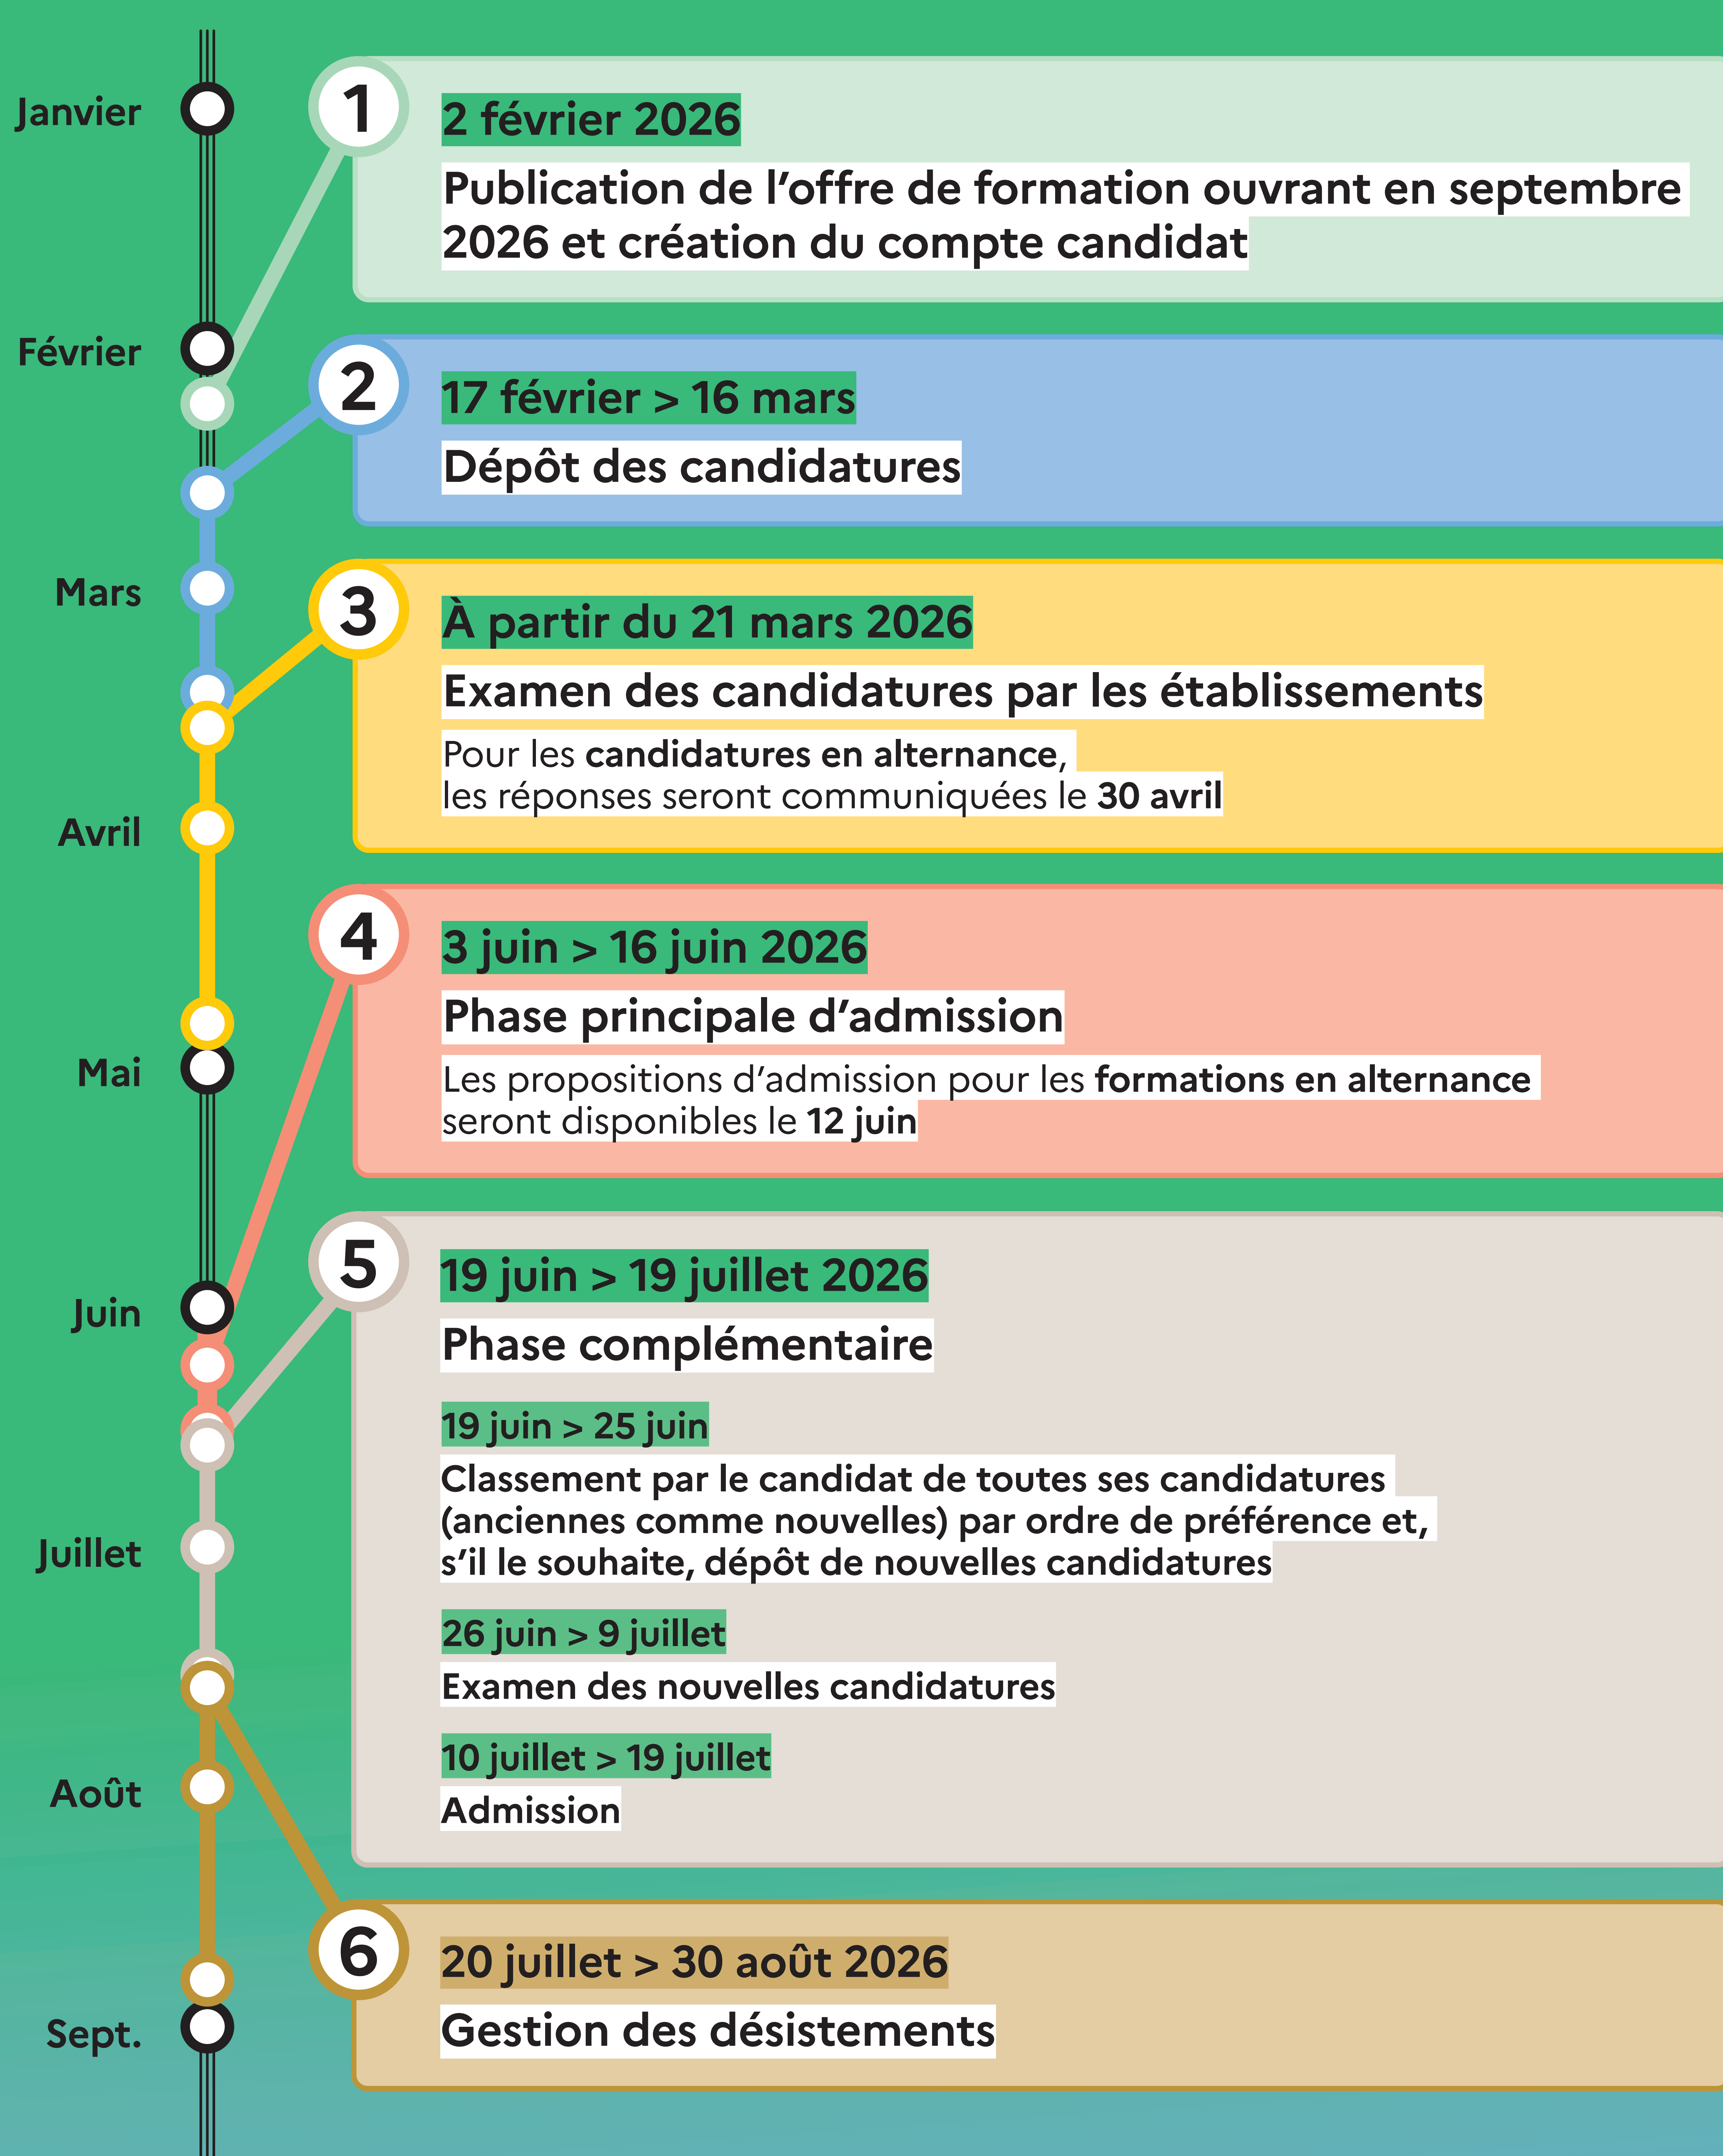 Janvier
Février
Mars
Avril
Mai
Juin
Juillet
Août
Sept.
1
2 février 2026
Publication de l’offre de formation ouvrant en septembre
2026 et création du compte candidat
2
17 février > 16 mars
Dépôt des candidatures
3
À partir du 21 mars 2026
Examen des candidatures par les établissements
Pour les candidatures en alternance,
les réponses seront communiquées le 30 avril
4
3 juin > 16 juin 2026
Phase principale d’admission
Les propositions d’admission pour les formations en alternance
seront disponibles le 12 juin
5
19 juin > 19 juillet 2026
Phase complémentaire
19 juin > 25 juin
Classement par le candidat de toutes ses candidatures
(anciennes comme nouvelles) par ordre de préférence et,
s’il le souhaite, dépôt de nouvelles candidatures
26 juin > 9 juillet
Examen des nouvelles candidatures
10 juillet > 19 juillet
Admission
6
20 juillet > 30 août 2026
Gestion des désistements